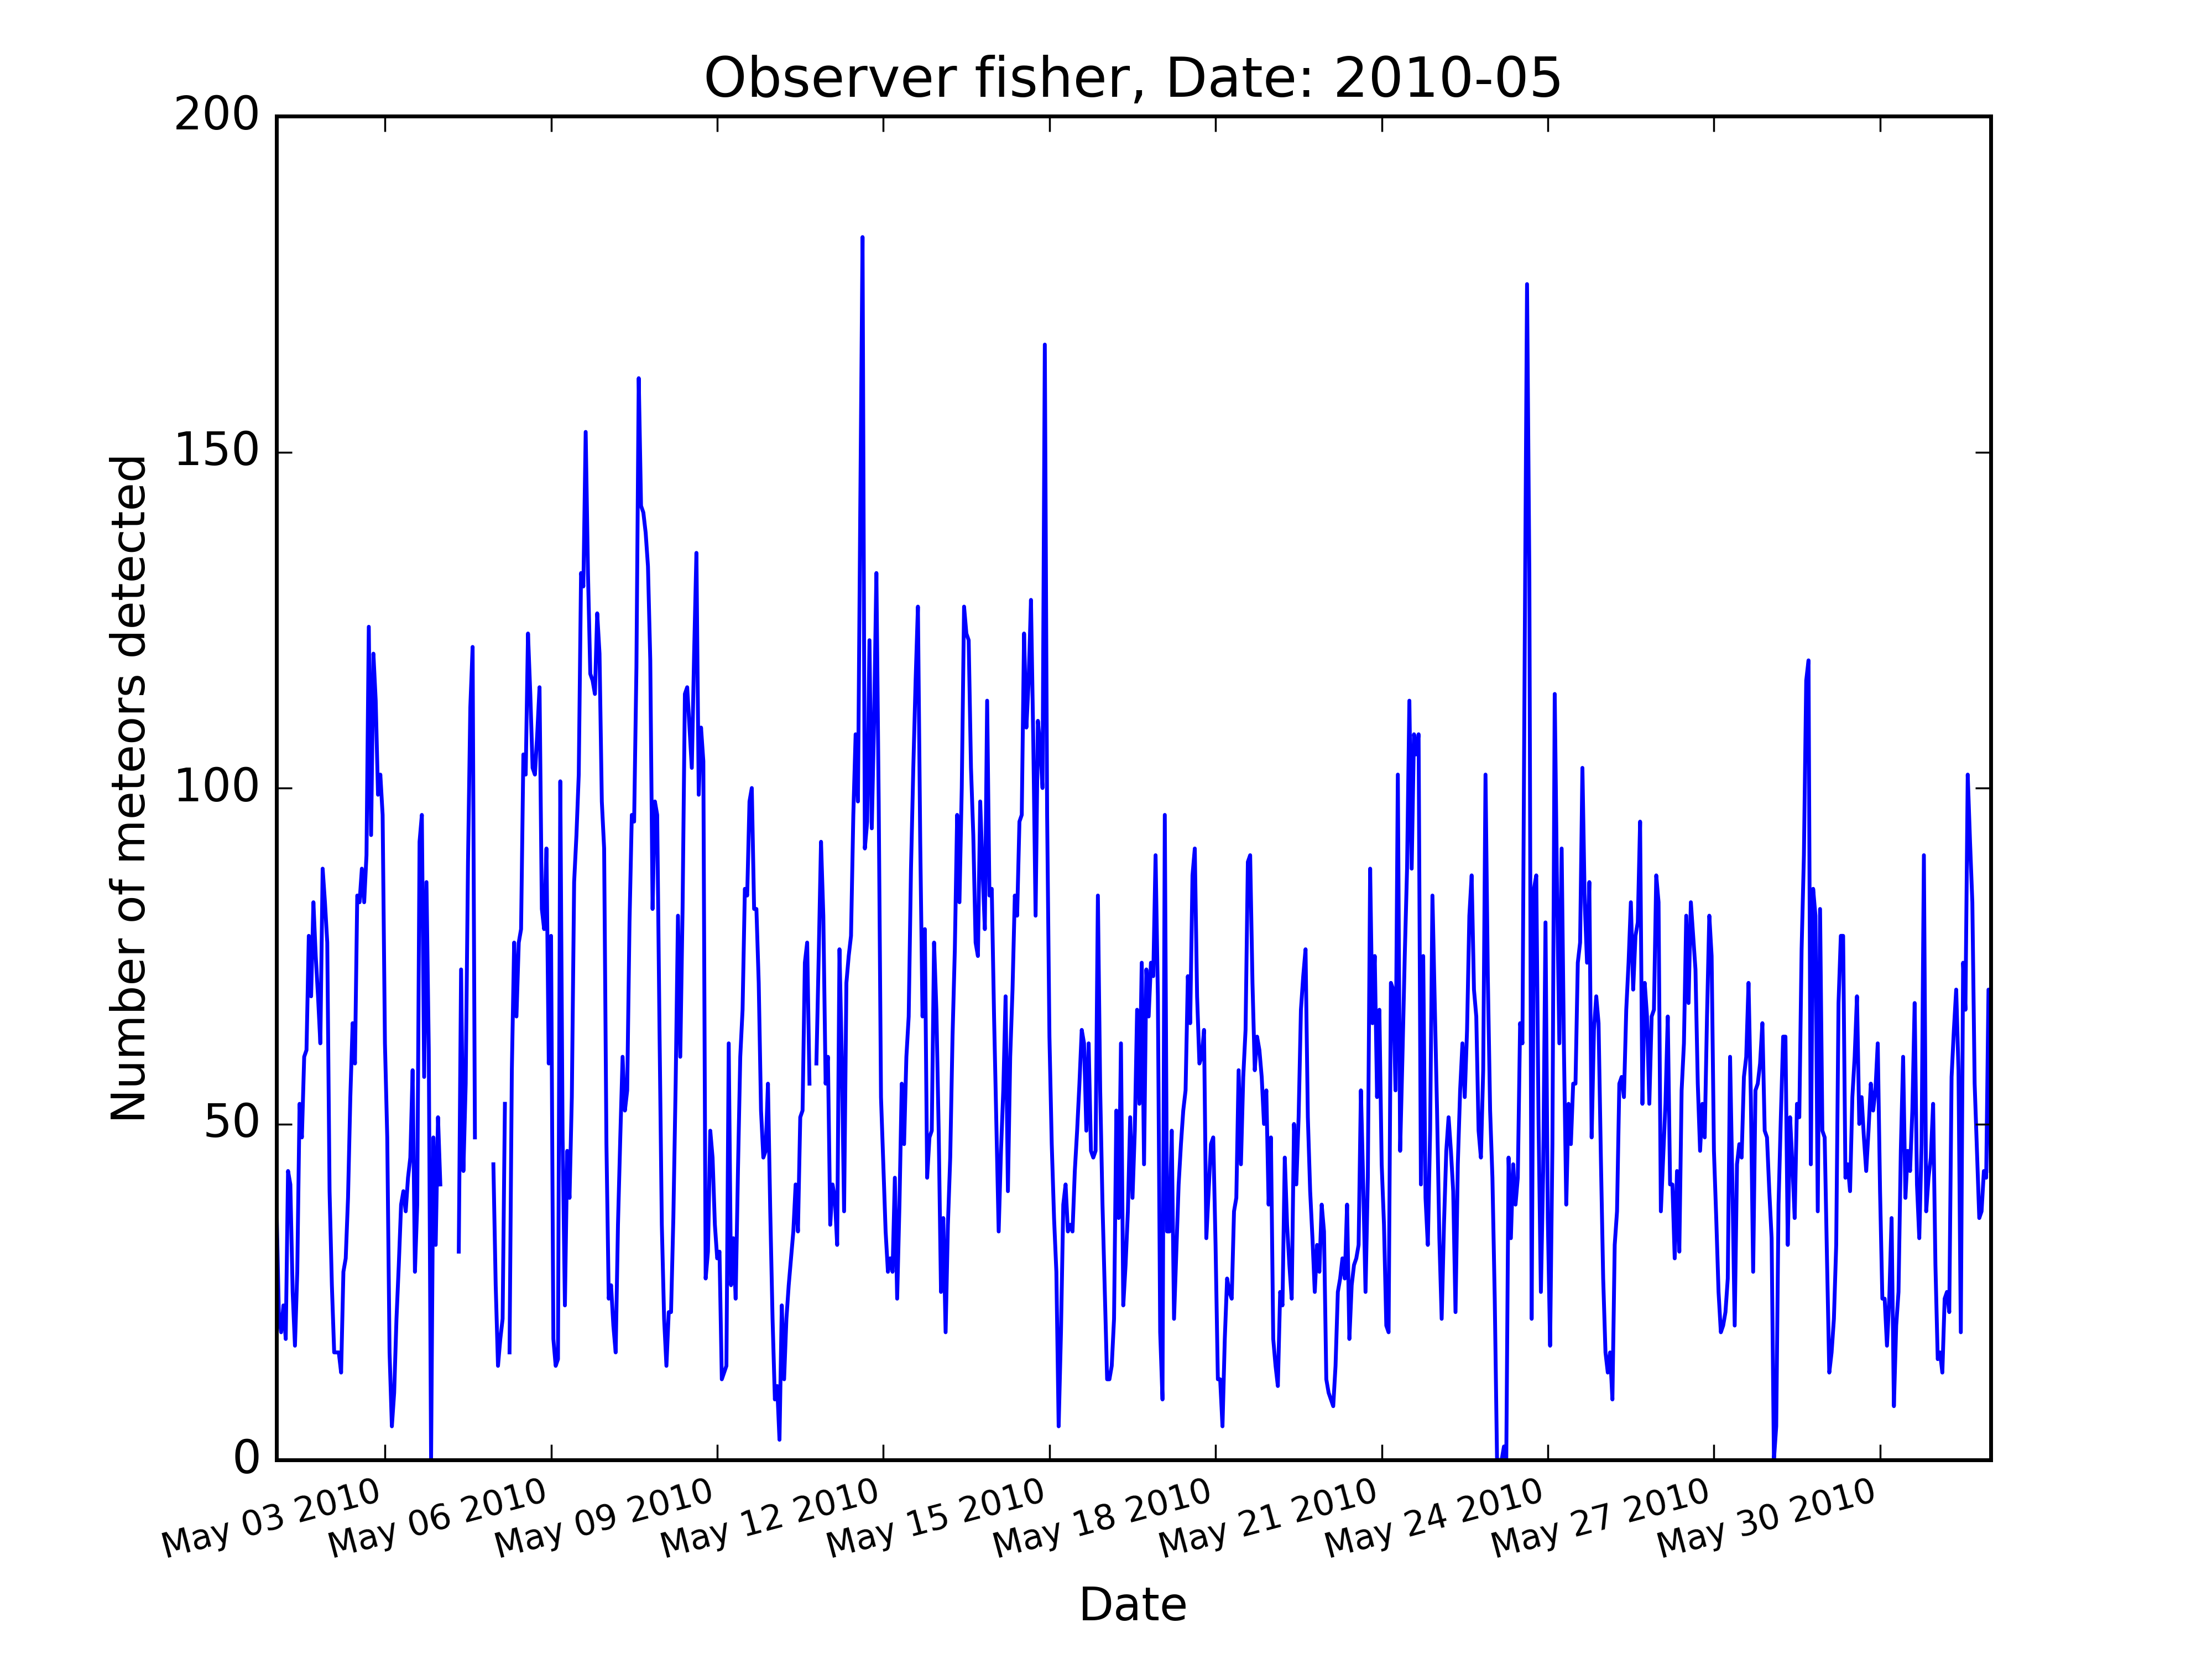 Observer fisher, Date: 2010-05
Number of meteors detected
200
150
100
50
0
May 03 2010
May 06 2010
May 09 2010
May 12 2010
May 15 2010
May 18 2010
May 21 2010
May 24 2010
May 27 2010
May 30 2010
Date